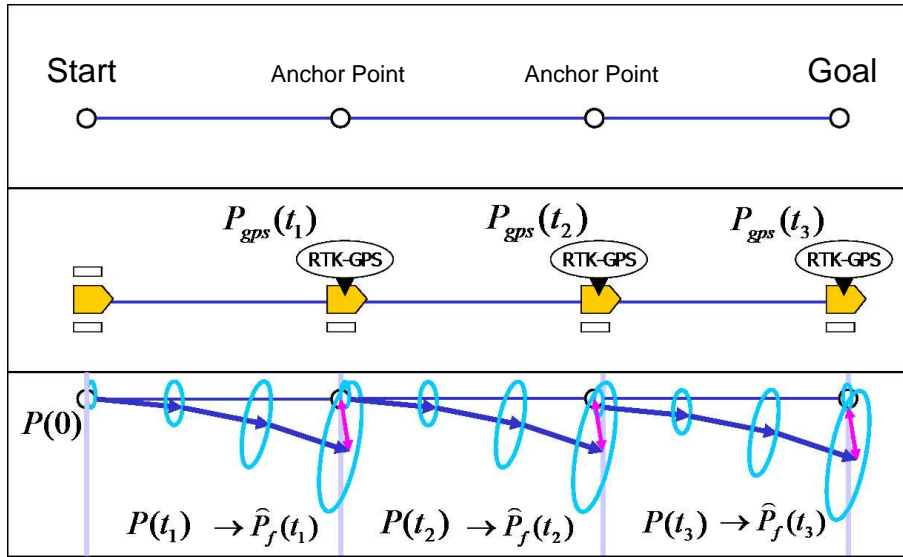 Start Anchor Point Anchor Point Goal
P_gps(t_1) P_gps(t_2) P_gps(t_3)
RTK-GPS RTK-GPS RTK-GPS
P(0)
P(t_1) → P̂_f(t_1) P(t_2) → P̂_f(t_2) P(t_3) → P̂_f(t_3)